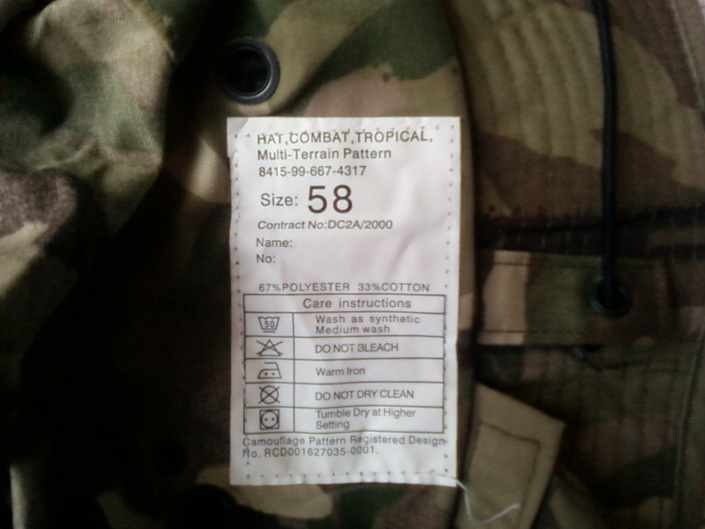 HAT,COMBAT,TROPICAL,
Multi-Terrain Pattern
8415-99-667-4317
Size: 58
Contract No:DC2A/2000
Name:
No:
67%POLYESTER 33%COTTON
Care instructions
50
Wash as synthetic
Medium wash
DO NOT BLEACH
Warm Iron
DO NOT DRY CLEAN
Tumble Dry at Higher
Setting
Camouflage Pattern Registered Design
No. RCD001627035-0001.